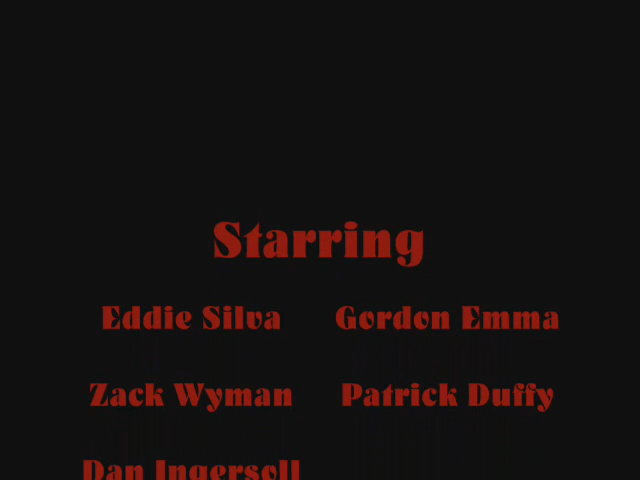 Starring
Eddie Silva Gordon Emma
Zack Wyman Patrick Duffy
Dan Ingersoll